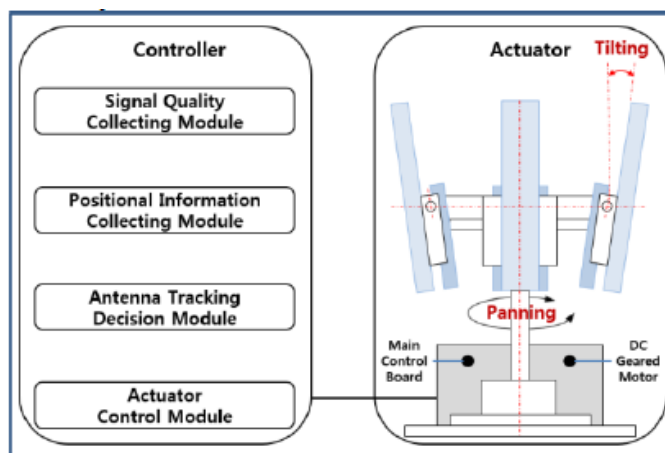 Controller
Signal Quality
Collecting Module
Positional Information
Collecting Module
Antenna Tracking
Decision Module
Actuator
Control Module
Actuator
Tilting
Panning
Main
Control
Board
DC
Geared
Motor